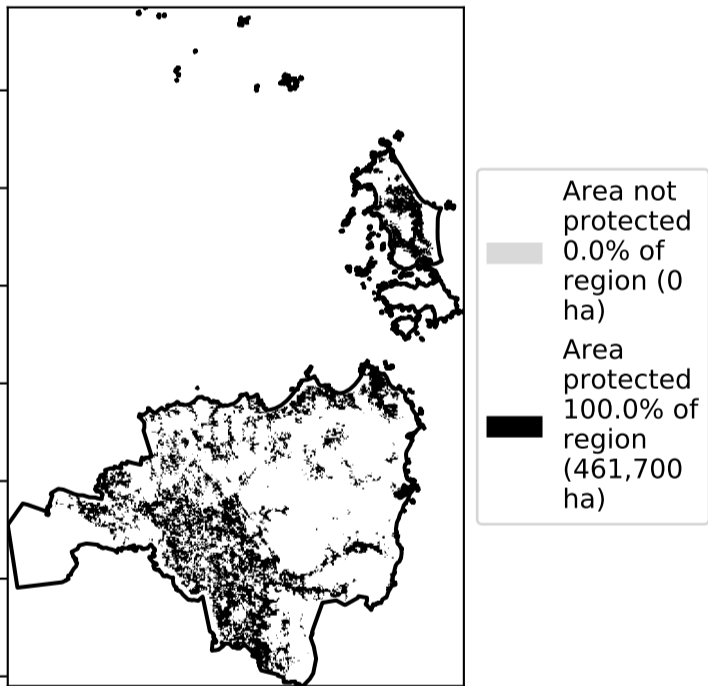 Area not
protected
0.0% of
region (0
ha)
Area
protected
100.0% of
region
(461,700
ha)